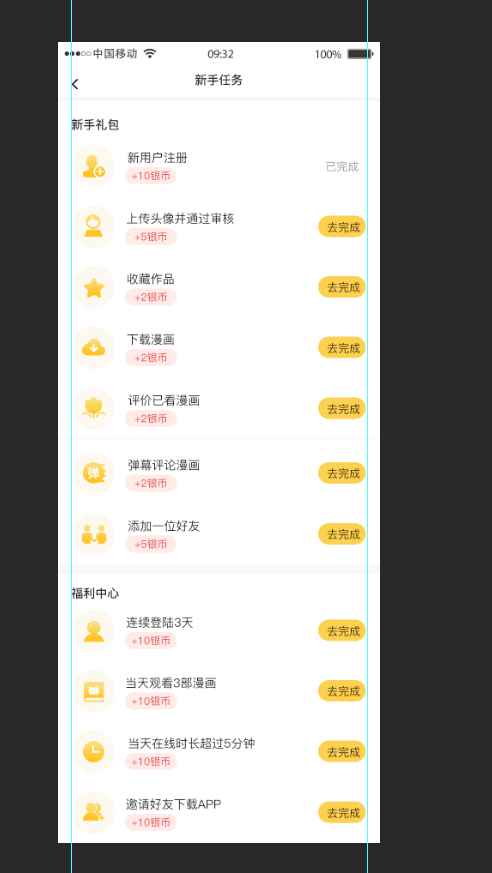 中国移动 09:32 100%
新手任务
新手礼包
新用户注册
+10银币
已完成
上传头像并通过审核
+5银币
去完成
收藏作品
+2银币
去完成
下载漫画
+2银币
去完成
评价已看漫画
+2银币
去完成
弹
弹幕评论漫画
+2银币
去完成
添加一位好友
+5银币
去完成
福利中心
连续登陆3天
+10银币
去完成
当天观看3部漫画
+10银币
去完成
当天在线时长超过5分钟
+10银币
去完成
邀请好友下载APP
+10银币
去完成